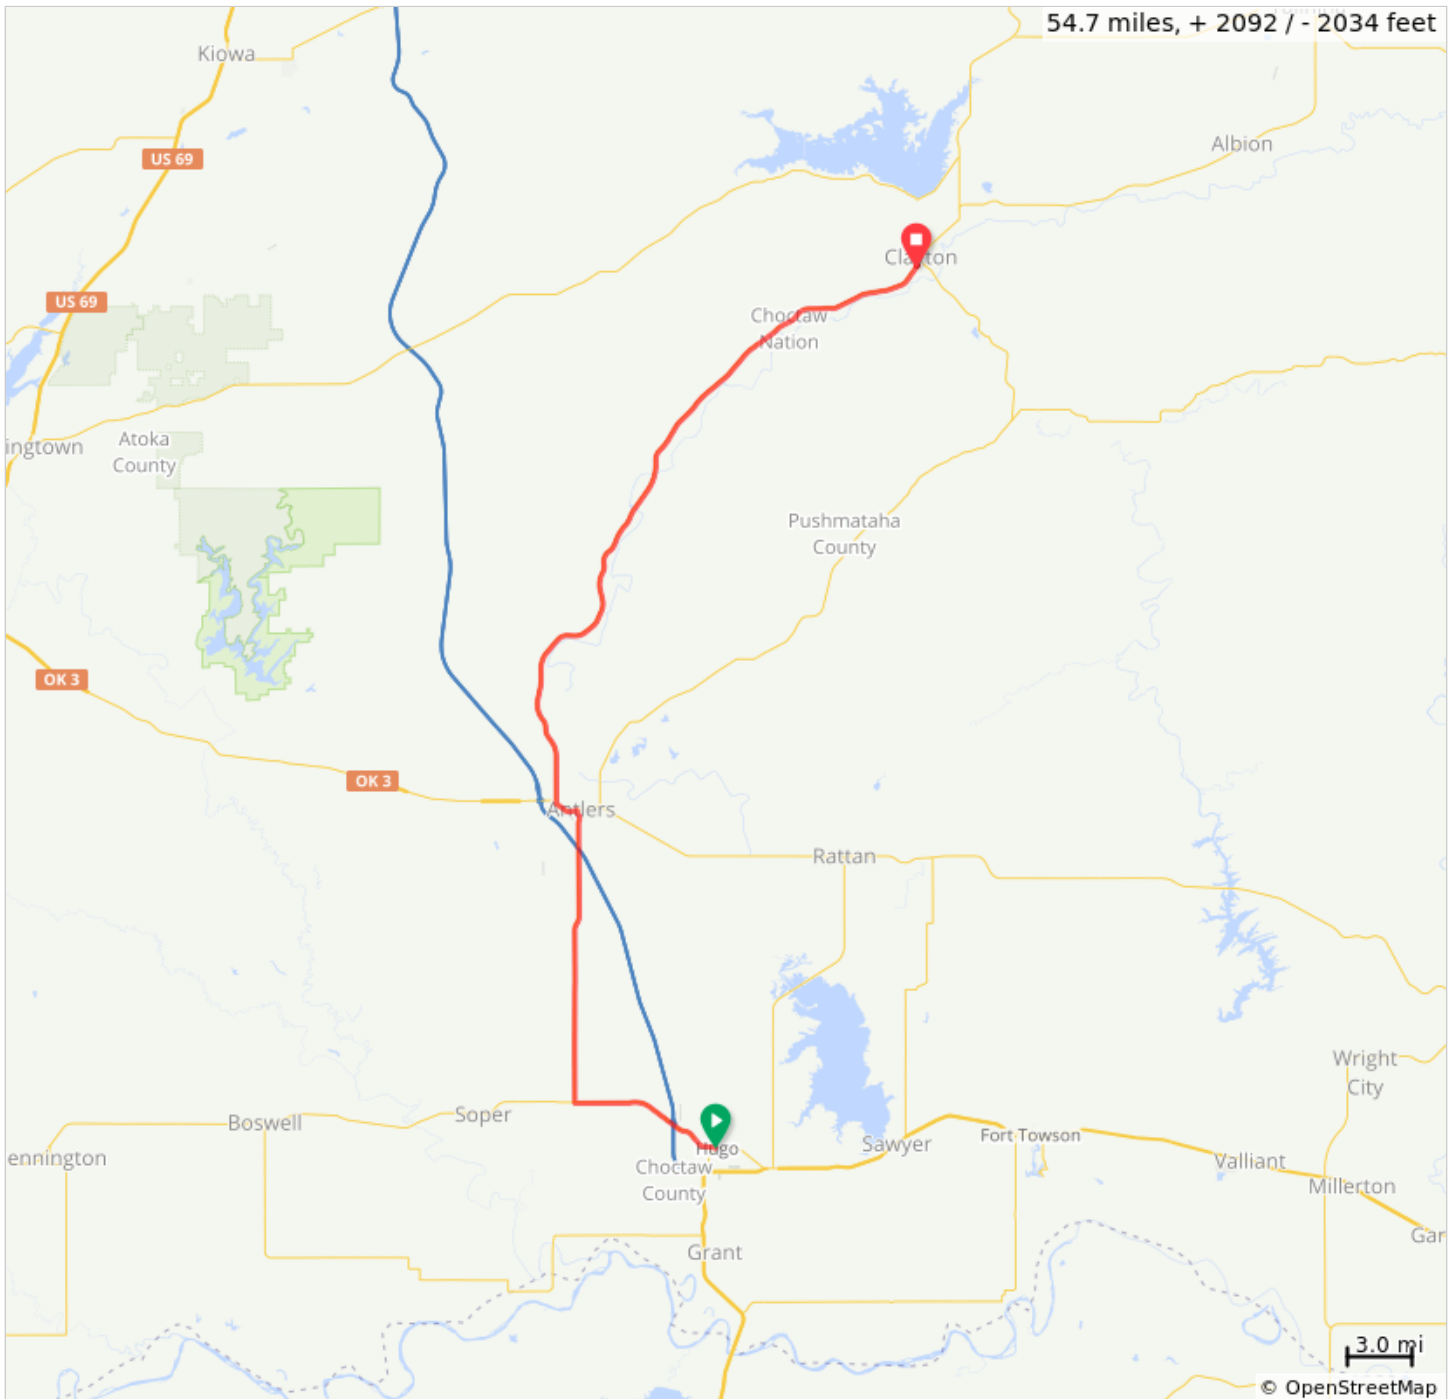 54.7 miles, + 2092 / - 2034 feet
Kiowa
US 69
Albion
Clayton
US 69
Choctaw
Nation
Atoka
County
ingtown
Pushmataha
County
OK 3
OK 3
Antlers
Rattan
Wright
City
Soper
Boswell
Hugo
Sawyer
Fort Towson
ennington
Choctaw
County
Valliant
Millerton
Gar
Grant
3.0 mi
© OpenStreetMap